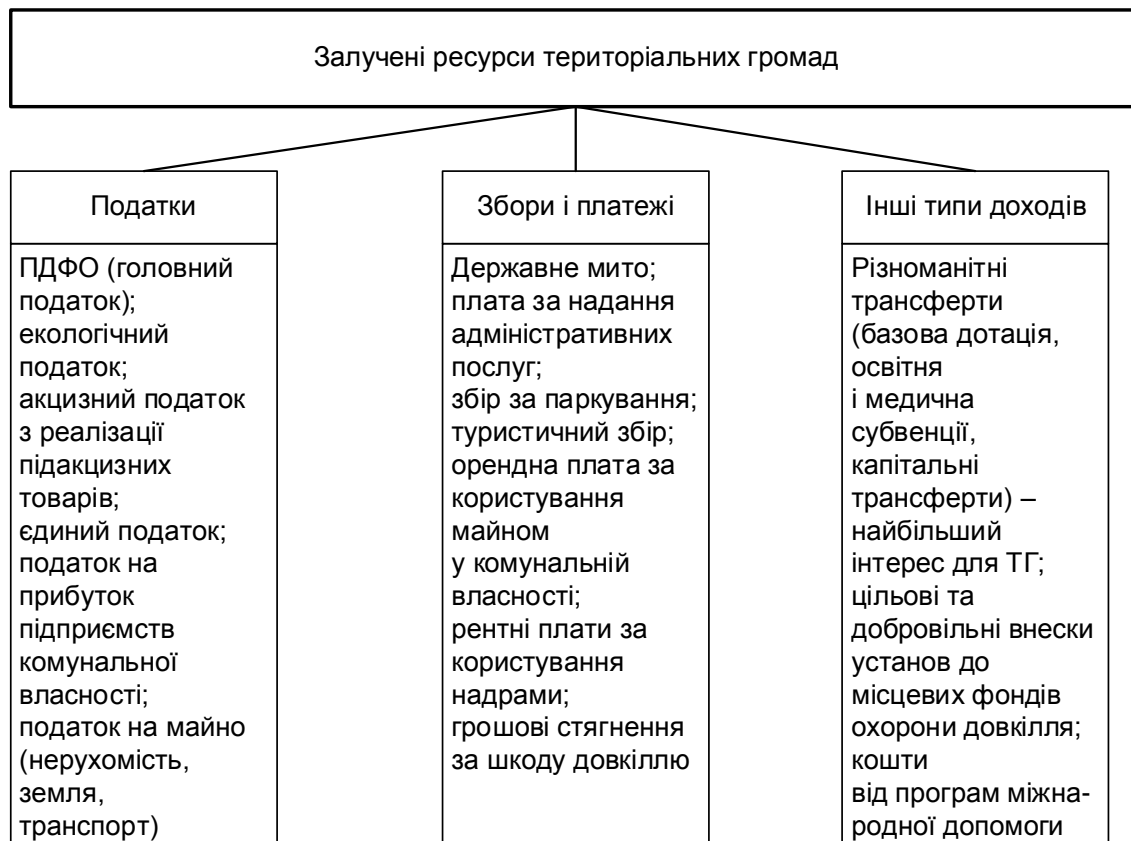 Залучені ресурси територіальних громад
Податки
ПДФО (головний
податок);
екологічний
податок;
акцизний податок
з реалізації
підакцизних
товарів;
єдиний податок;
податок на
прибуток
підприємств
комунальної
власності;
податок на майно
(нерухомість,
земля,
транспорт)
Збори і платежі
Державне мито;
плата за надання
адміністративних
послуг;
збір за паркування;
туристичний збір;
орендна плата за
користування
майном
у комунальній
власності;
рентні плати за
користування
надрами;
грошові стягнення
за шкоду довкіллю
Інші типи доходів
Різноманітні
трансферти
(базова дотація,
освітня
і медична
субвенції,
капітальні
трансферти) –
найбільший
інтерес для ТГ;
цільові та
добровільні внески
установ до
місцевих фондів
охорони довкілля;
кошти
від програм міжна-
родної допомоги